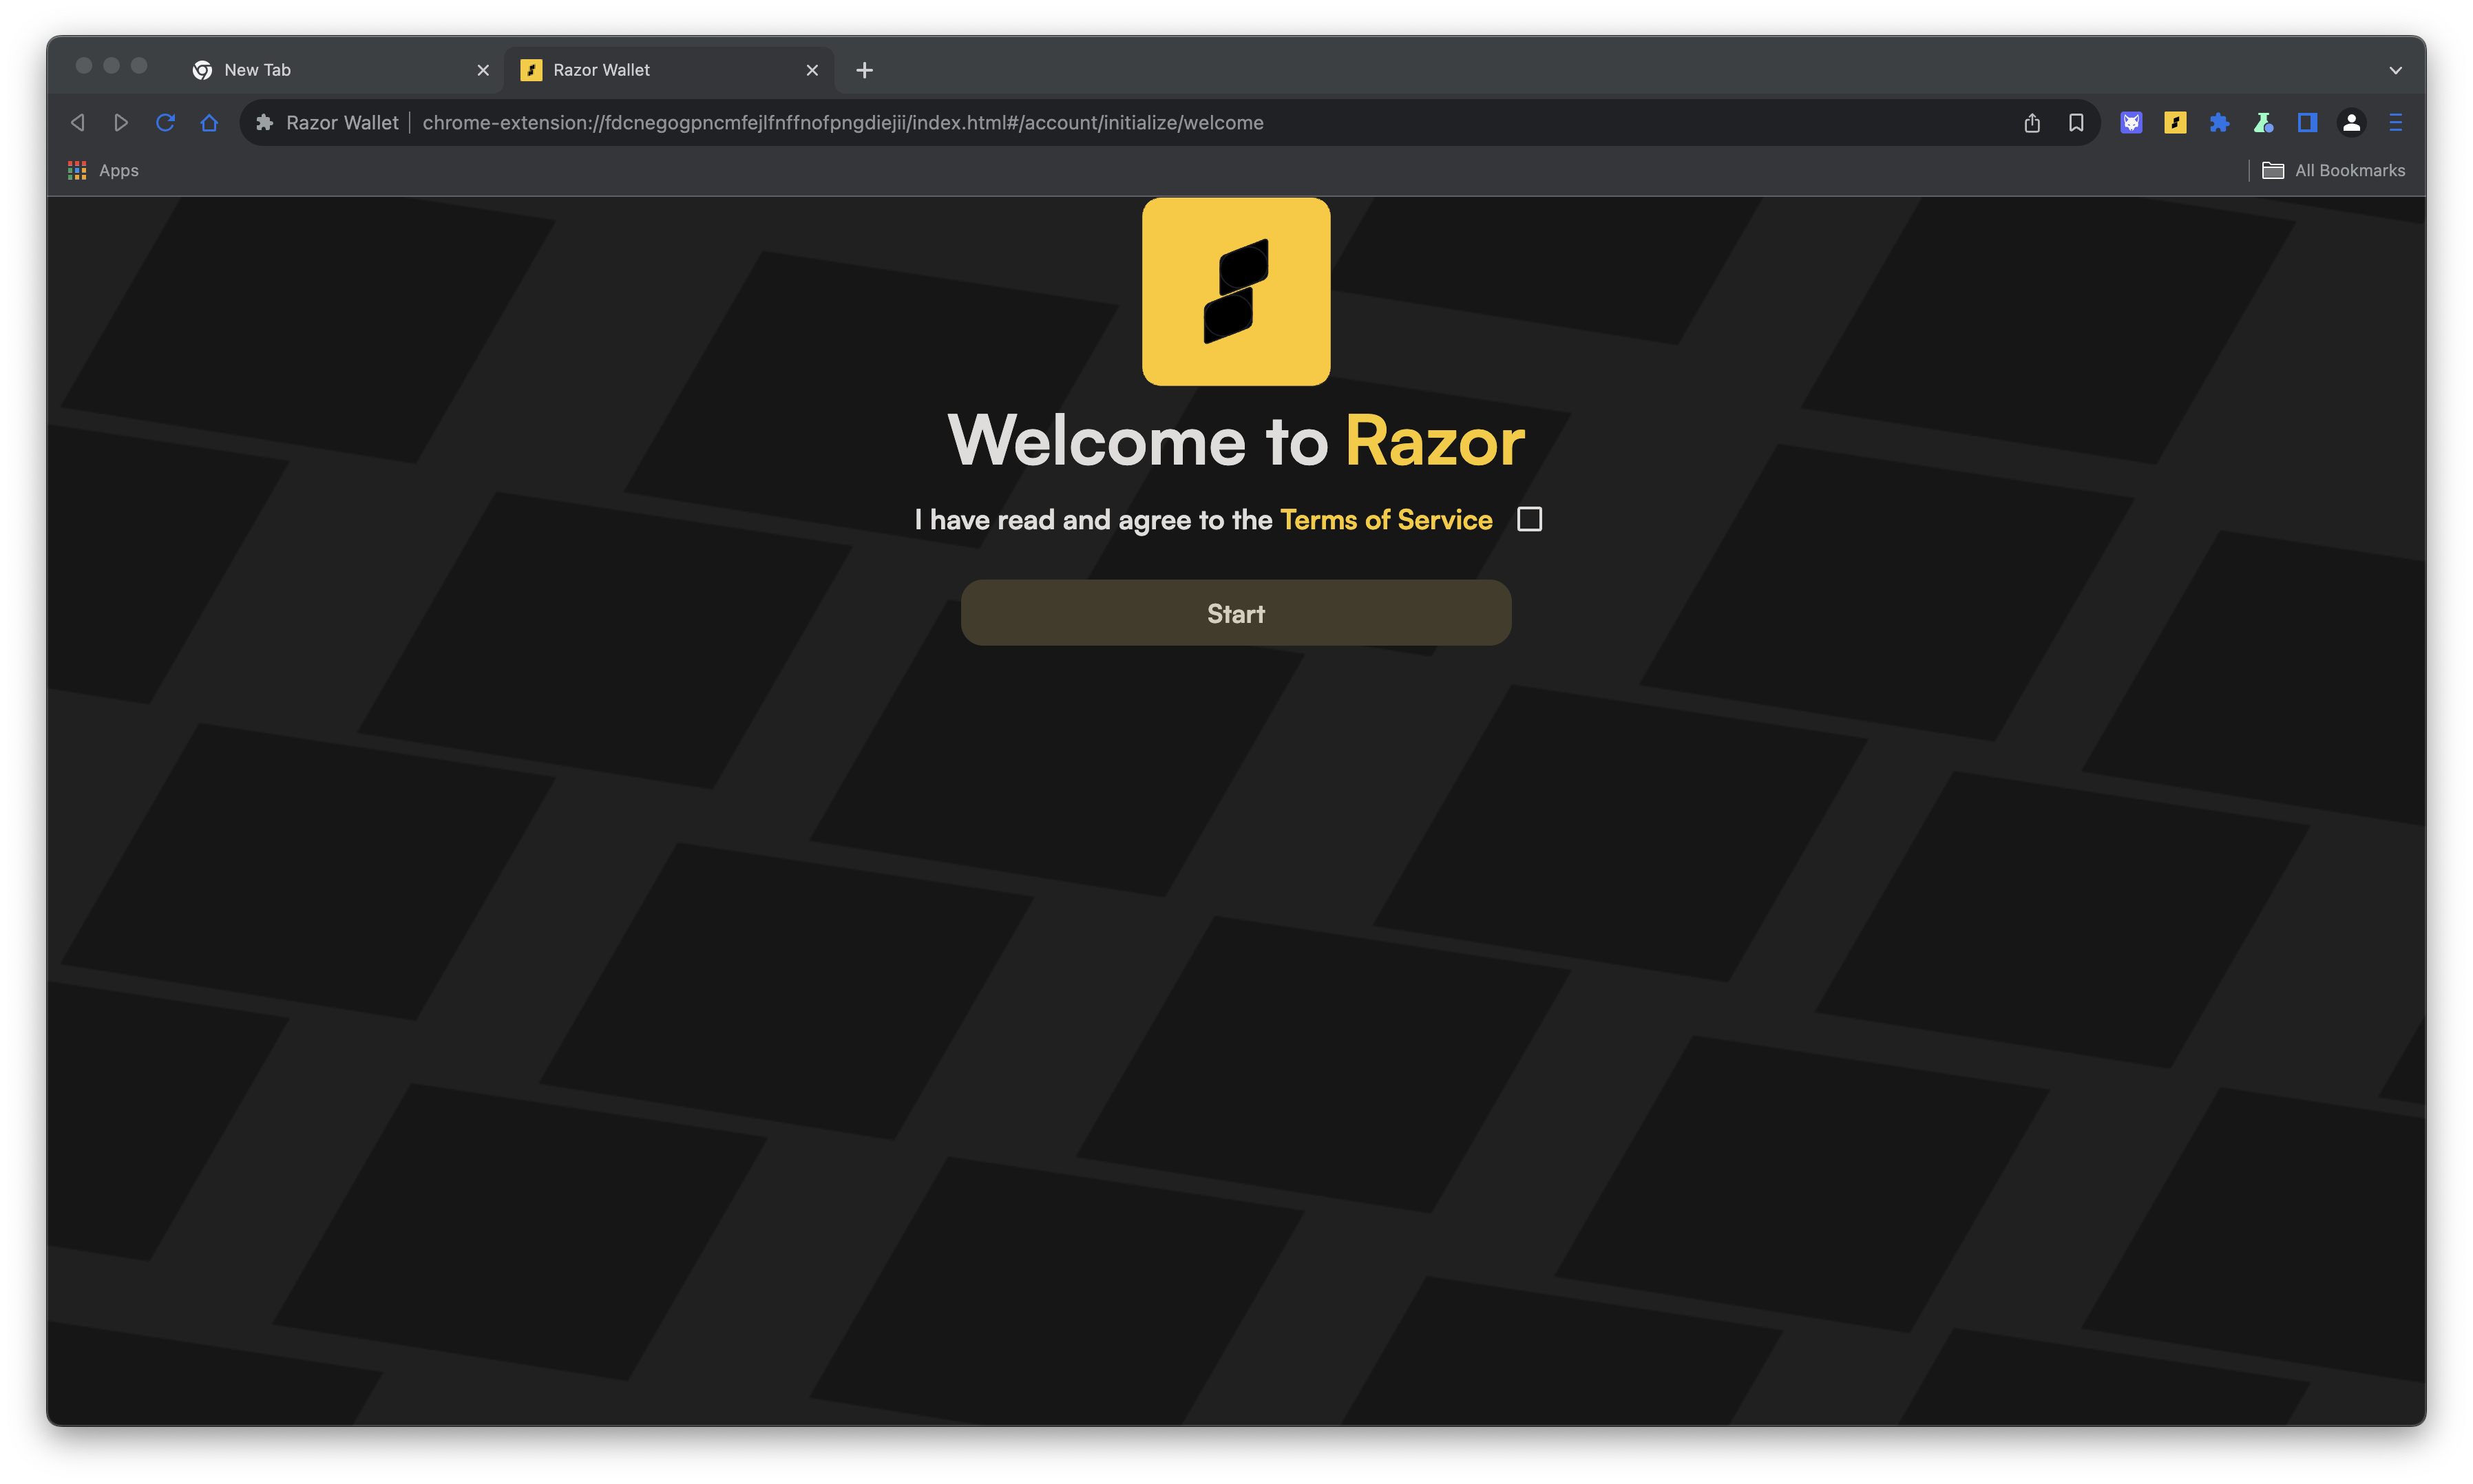 New Tab
Razor Wallet
Razor Wallet chrome-extension://fdcnegogpncmfejlfnffnofpngdiejii/index.html#/account/initialize/welcome
Apps
All Bookmarks
Welcome to Razor
I have read and agree to the Terms of Service
Start